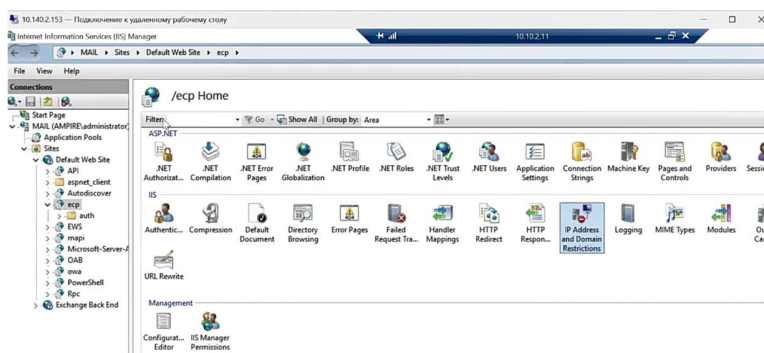 10.140.2.153 — Подключение к удаленному рабочему столу
Internet Information Services (IIS) Manager
10.10.2.11
MAIL
Sites
Default Web Site
ecp
File View Help
Connections
Start Page
MAIL (AMPIRE\administrator)
Application Pools
Sites
Default Web Site
API
aspnet_client
Autodiscover
ecp
auth
EWS
mapi
Microsoft-Server-A
OAB
owa
PowerShell
Rpc
Exchange Back End
/ecp Home
Filter: Go Show All Group by: Area
ASP.NET
.NET Authorizat...
.NET Compilation
.NET Error Pages
.NET Globalization
.NET Profile
.NET Roles
.NET Trust Levels
.NET Users
Application Settings
Connection Strings
Machine Key
Pages and Controls
Providers
Sessio
IIS
Authentic...
Compression
Default Document
Directory Browsing
Error Pages
Failed Request Tra...
Handler Mappings
HTTP Redirect
HTTP Respon...
IP Address and Domain Restrictions
Logging
MIME Types
Modules
Ou
Cac
URL Rewrite
Management
Configurat... Editor
IIS Manager Permissions